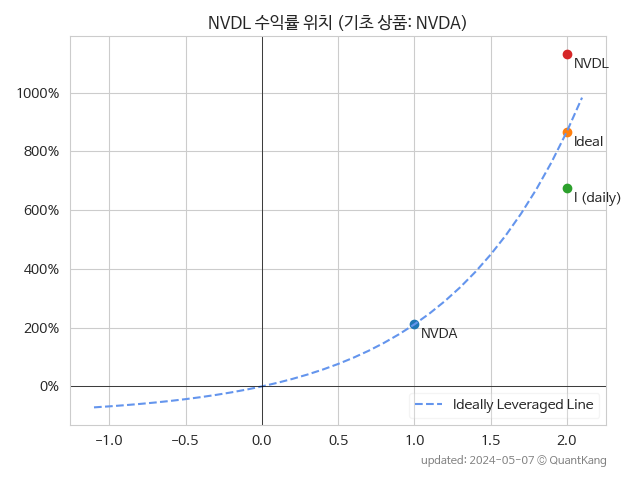 NVDL 수익률 위치 (기초 상품: NVDA)
NVDL
1000%
Ideal
800%
I (daily)
600%
400%
200%
NVDA
0%
Ideally Leveraged Line
−1.0 −0.5 0.0 0.5 1.0 1.5 2.0
updated: 2024-05-07 © QuantKang